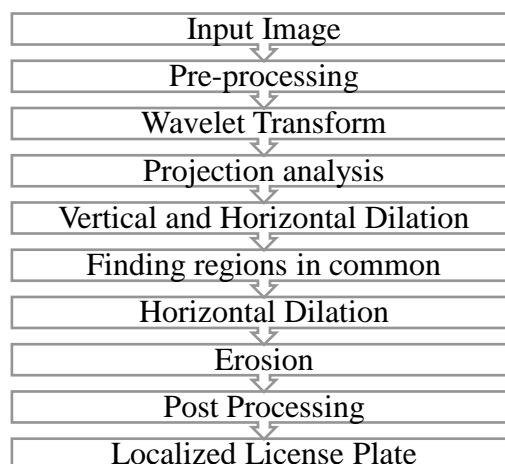 Input Image
Pre-processing
Wavelet Transform
Projection analysis
Vertical and Horizontal Dilation
Finding regions in common
Horizontal Dilation
Erosion
Post Processing
Localized License Plate